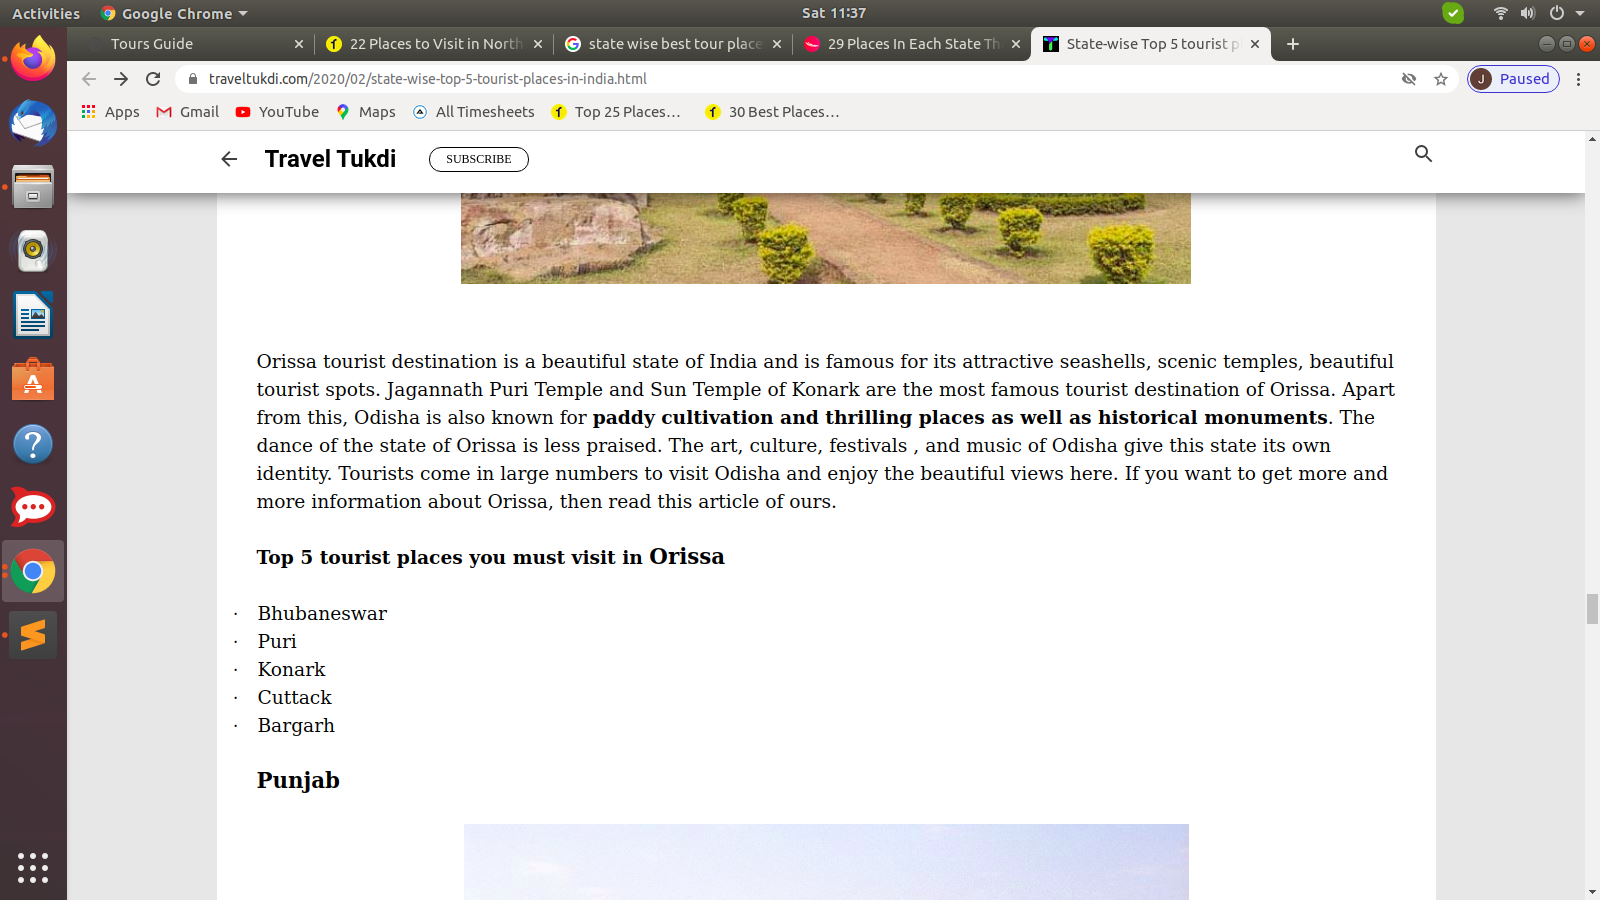 Activities Google Chrome Sat 11:37
Tours Guide 22 Places to Visit in North state wise best tour place 29 Places In Each State Th State-wise Top 5 tourist p
traveltukdi.com/2020/02/state-wise-top-5-tourist-places-in-india.html J Paused
Apps Gmail YouTube Maps All Timesheets Top 25 Places... 30 Best Places...
Travel Tukdi SUBSCRIBE
Orissa tourist destination is a beautiful state of India and is famous for its attractive seashells, scenic temples, beautiful
tourist spots. Jagannath Puri Temple and Sun Temple of Konark are the most famous tourist destination of Orissa. Apart
from this, Odisha is also known for paddy cultivation and thrilling places as well as historical monuments. The
dance of the state of Orissa is less praised. The art, culture, festivals , and music of Odisha give this state its own
identity. Tourists come in large numbers to visit Odisha and enjoy the beautiful views here. If you want to get more and
more information about Orissa, then read this article of ours.
Top 5 tourist places you must visit in Orissa
· Bhubaneswar
· Puri
· Konark
· Cuttack
· Bargarh
Punjab